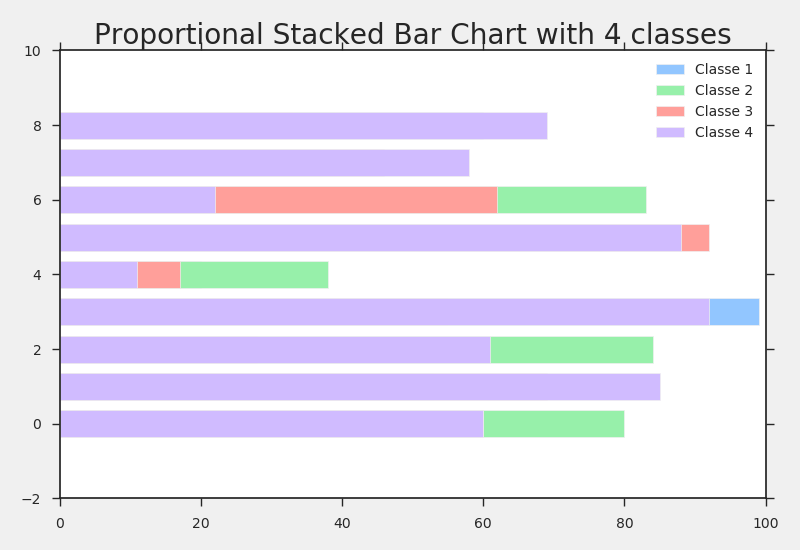 Proportional Stacked Bar Chart with 4 classes
10
8
6
4
2
0
−2
0 20 40 60 80 100
Classe 1
Classe 2
Classe 3
Classe 4